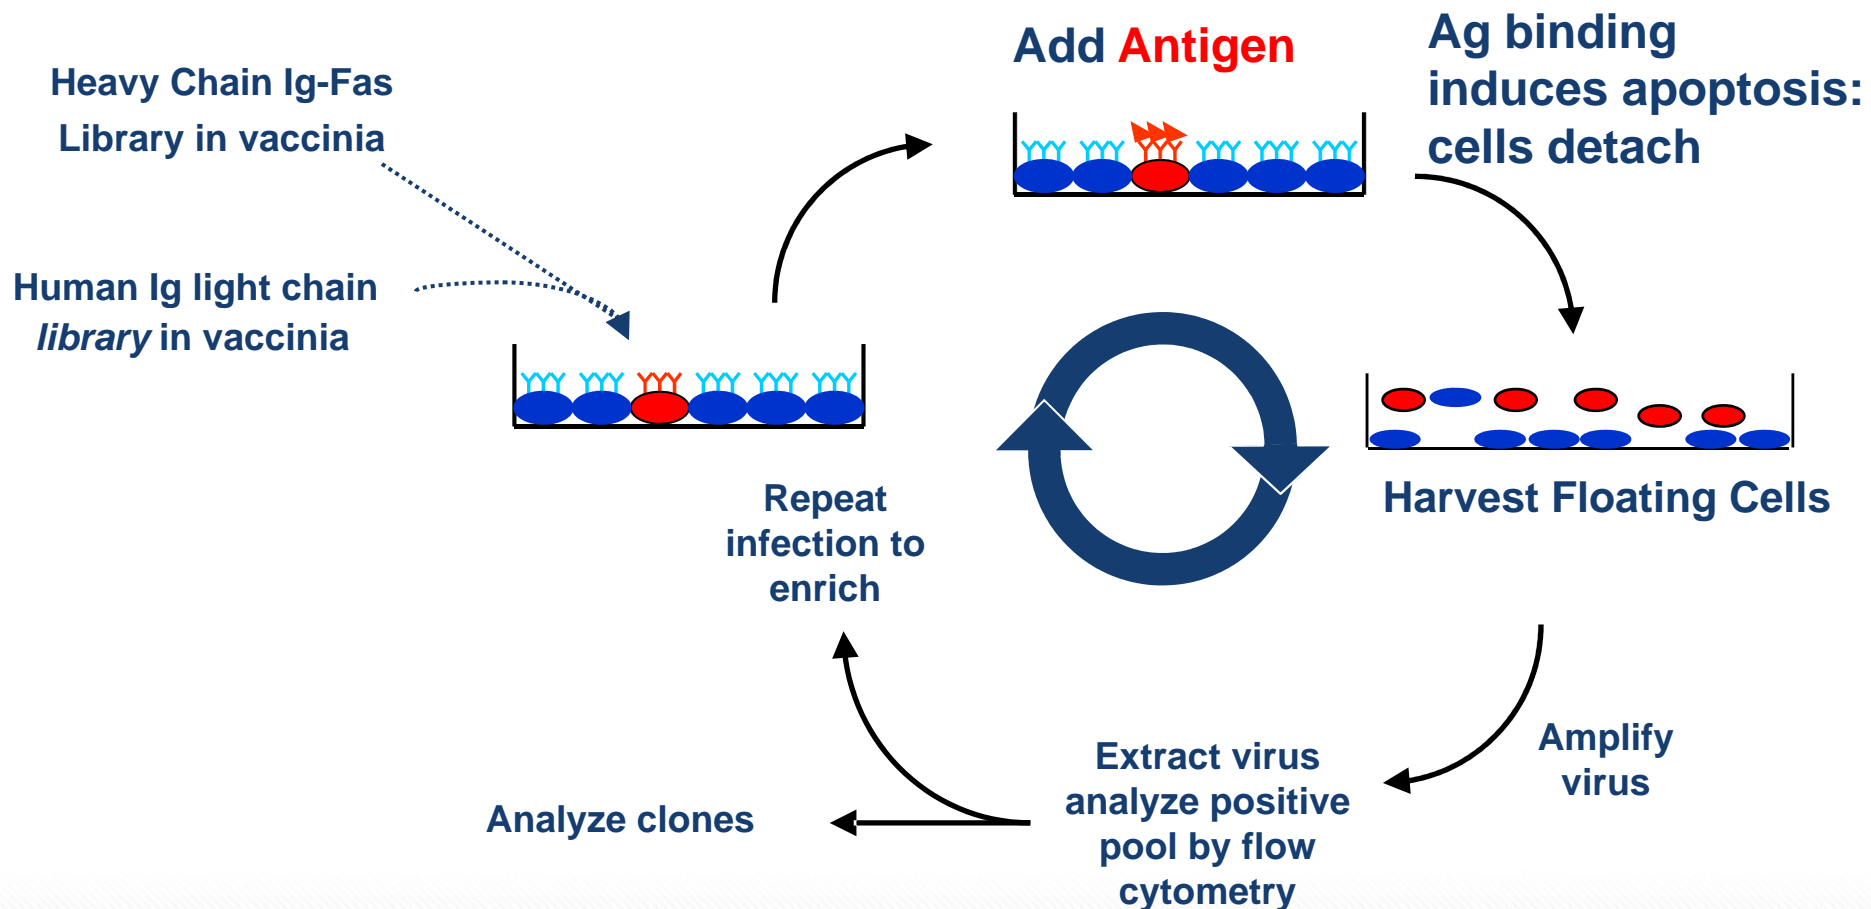 Heavy Chain Ig-Fas
Library in vaccinia
Human Ig light chain
library in vaccinia
Add Antigen
Ag binding
induces apoptosis:
cells detach
Harvest Floating Cells
Amplify
virus
Extract virus
analyze positive
pool by flow
cytometry
Analyze clones
Repeat
infection to
enrich